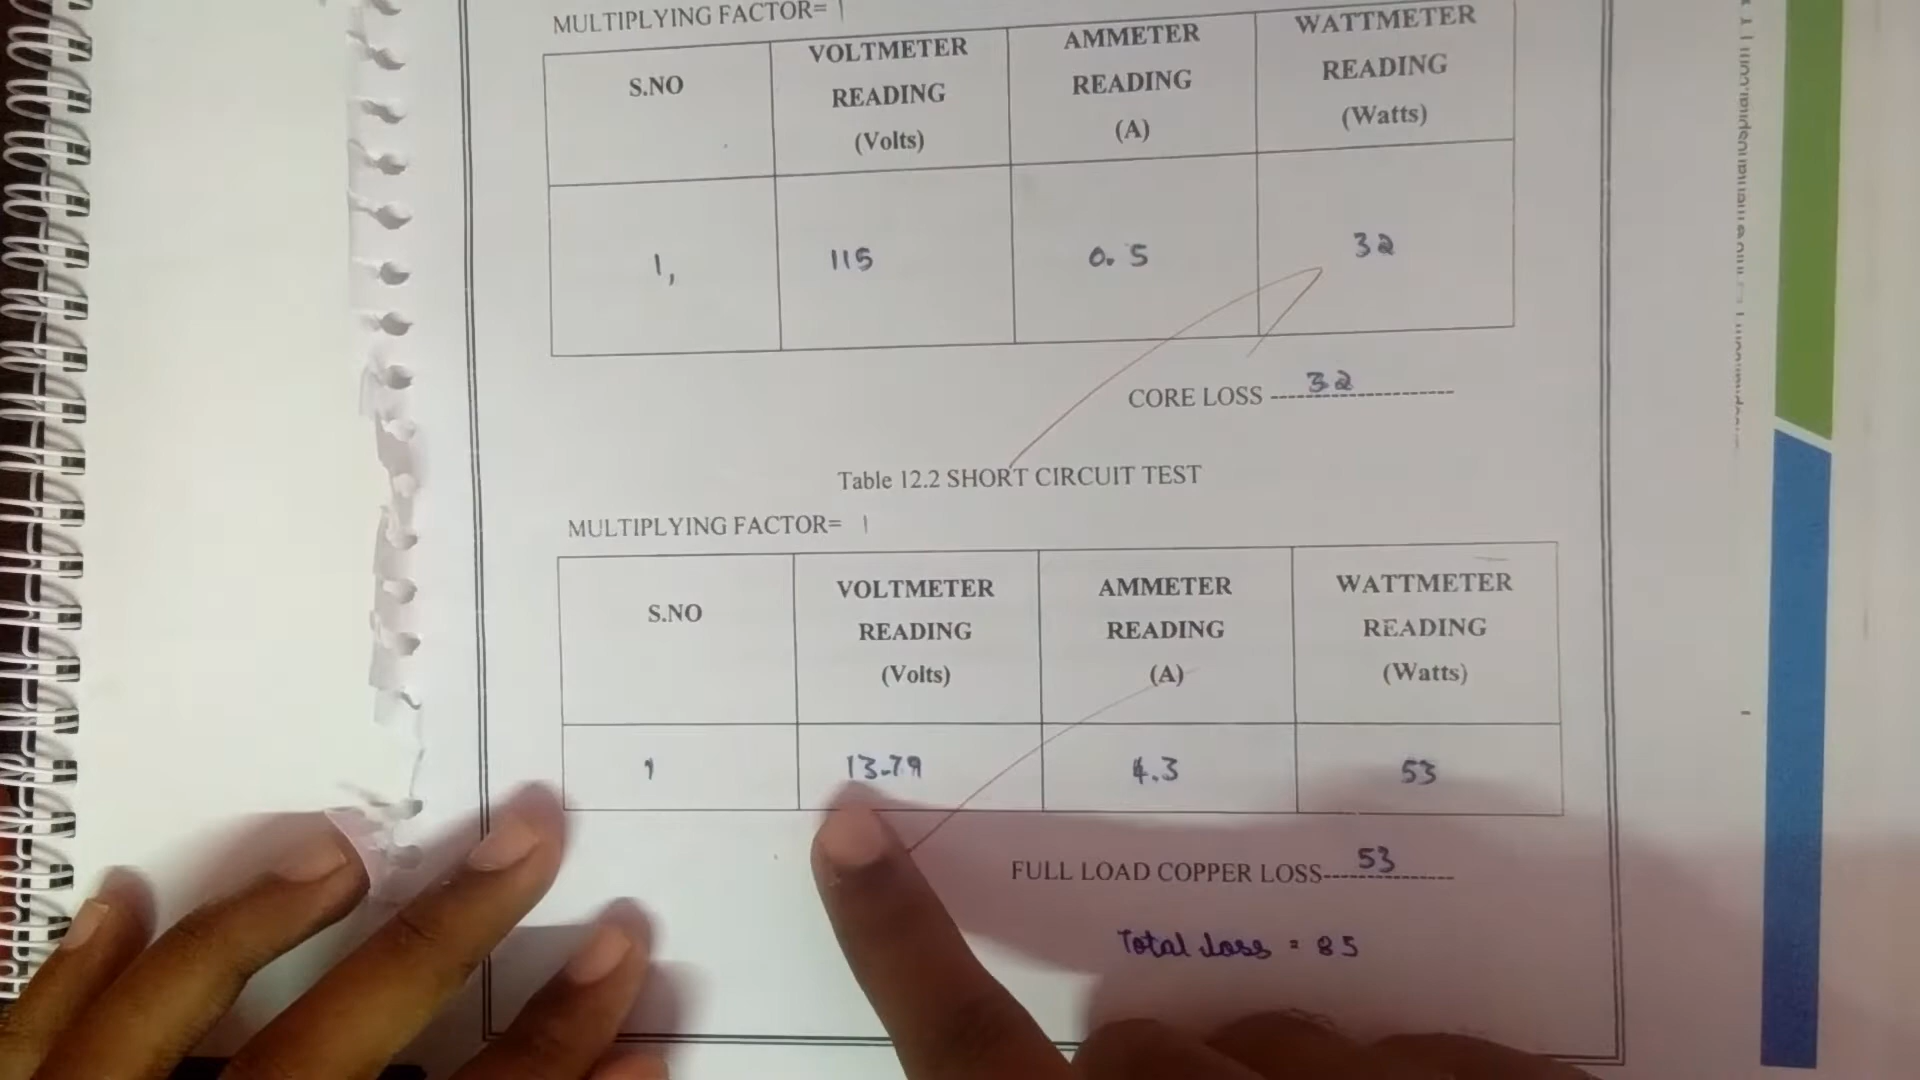 MULTIPLYING FACTOR= 1
S.NO
VOLTMETER
READING
(Volts)
AMMETER
READING
(A)
WATTMETER
READING
(Watts)
1,
115
0.5
32
CORE LOSS --------------------
32
Table 12.2 SHORT CIRCUIT TEST
MULTIPLYING FACTOR= 1
S.NO
VOLTMETER
READING
(Volts)
AMMETER
READING
(A)
WATTMETER
READING
(Watts)
1
13.79
4.3
53
FULL LOAD COPPER LOSS--------------
53
Total loss = 85